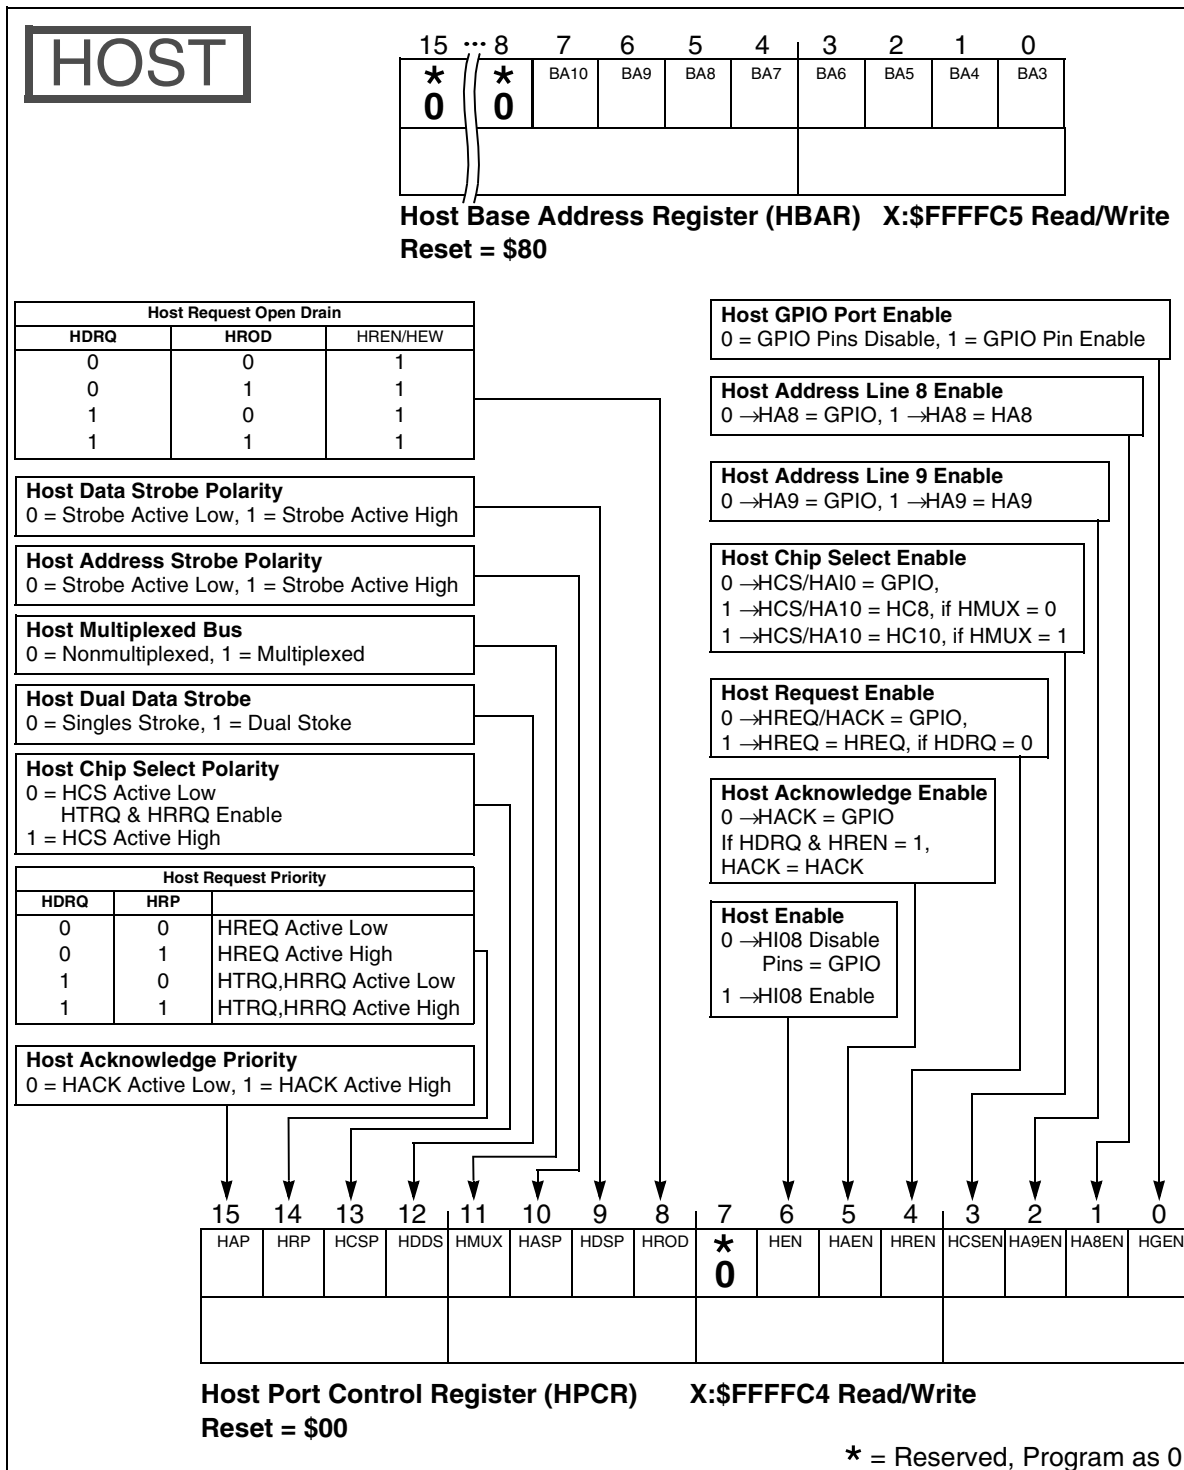 HOST
15 ••• 8 7 6 5 4 3 2 1 0
* * BA10 BA9 BA8 BA7 BA6 BA5 BA4 BA3
0 0
Host Base Address Register (HBAR) X:$FFFFC5 Read/Write
Reset = $80
Host Request Open Drain
HDRQ HROD HREN/HEW
0 0 1
0 1 1
1 0 1
1 1 1
Host Data Strobe Polarity
0 = Strobe Active Low, 1 = Strobe Active High
Host Address Strobe Polarity
0 = Strobe Active Low, 1 = Strobe Active High
Host Multiplexed Bus
0 = Nonmultiplexed, 1 = Multiplexed
Host Dual Data Strobe
0 = Singles Stroke, 1 = Dual Stoke
Host Chip Select Polarity
0 = HCS Active Low
HTRQ & HRRQ Enable
1 = HCS Active High
Host Request Priority
HDRQ HRP
0 0 HREQ Active Low
0 1 HREQ Active High
1 0 HTRQ,HRRQ Active Low
1 1 HTRQ,HRRQ Active High
Host Acknowledge Priority
0 = HACK Active Low, 1 = HACK Active High
Host GPIO Port Enable
0 = GPIO Pins Disable, 1 = GPIO Pin Enable
Host Address Line 8 Enable
0 →HA8 = GPIO, 1 →HA8 = HA8
Host Address Line 9 Enable
0 →HA9 = GPIO, 1 →HA9 = HA9
Host Chip Select Enable
0 →HCS/HAI0 = GPIO,
1 →HCS/HA10 = HC8, if HMUX = 0
1 →HCS/HA10 = HC10, if HMUX = 1
Host Request Enable
0 →HREQ/HACK = GPIO,
1 →HREQ = HREQ, if HDRQ = 0
Host Acknowledge Enable
0 →HACK = GPIO
If HDRQ & HREN = 1,
HACK = HACK
Host Enable
0 →HI08 Disable
Pins = GPIO
1 →HI08 Enable
15 14 13 12 11 10 9 8 7 6 5 4 3 2 1 0
HAP HRP HCSP HDDS HMUX HASP HDSP HROD * HEN HAEN HREN HCSEN HA9EN HA8EN HGEN
0
Host Port Control Register (HPCR) X:$FFFFC4 Read/Write
Reset = $00
* = Reserved, Program as 0